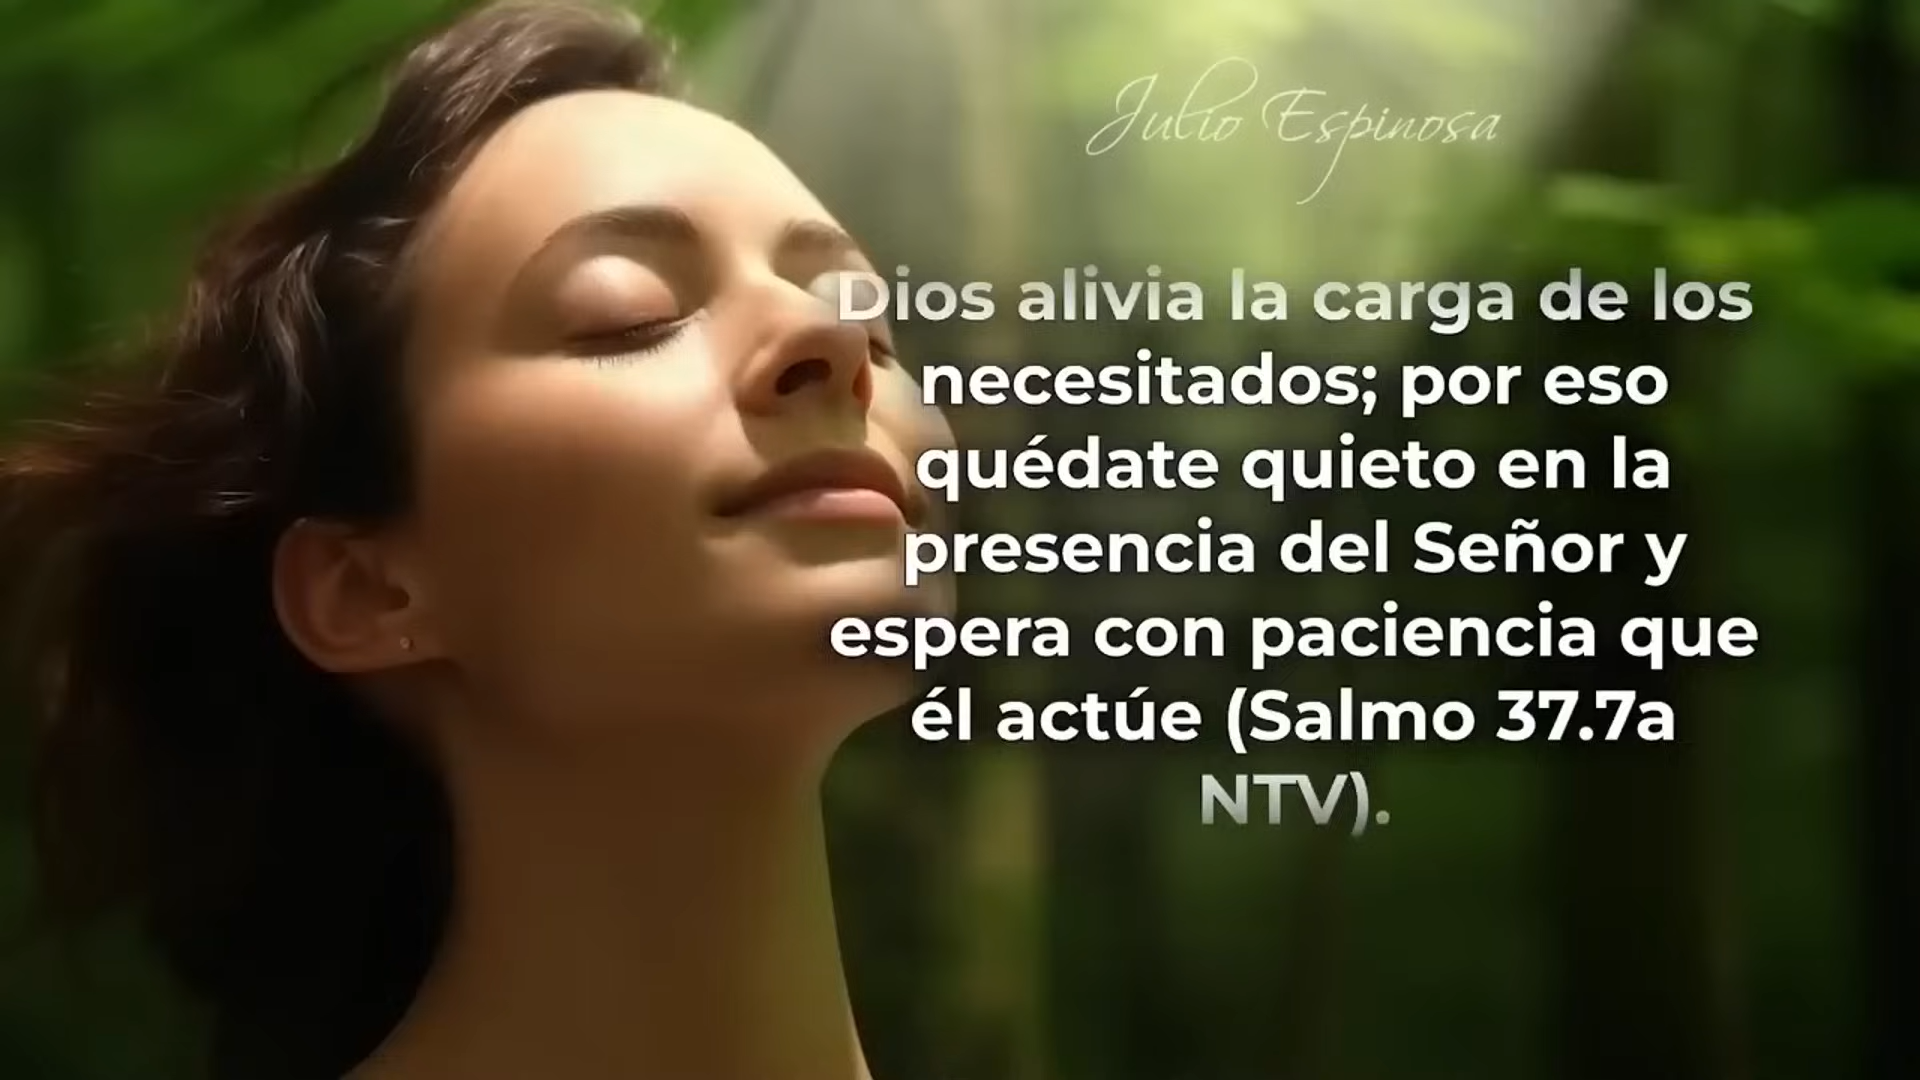 Julio Espinosa
Dios alivia la carga de los
necesitados; por eso
quédate quieto en la
presencia del Señor y
espera con paciencia que
él actúe (Salmo 37.7a
NTV).